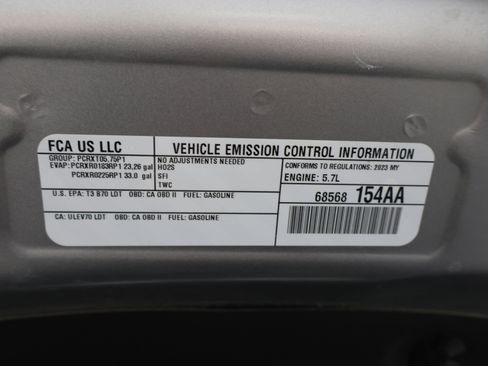 FCA US LLC
VEHICLE EMISSION CONTROL INFORMATION
GROUP: PCRXT05.75P1
EVAP: PCRXR0183RP1 23.26 gal
PCRXR0225RP1 33.0 gal
NO ADJUSTMENTS NEEDED
HO2S
SFI
TWC
CONFORMS TO REGULATIONS: 2023 MY
ENGINE: 5.7L
U.S. EPA: T3 B70 LDT OBD: CA OBD II FUEL: GASOLINE
CA: ULEV70 LDT OBD: CA OBD II FUEL: GASOLINE
68568 154AA